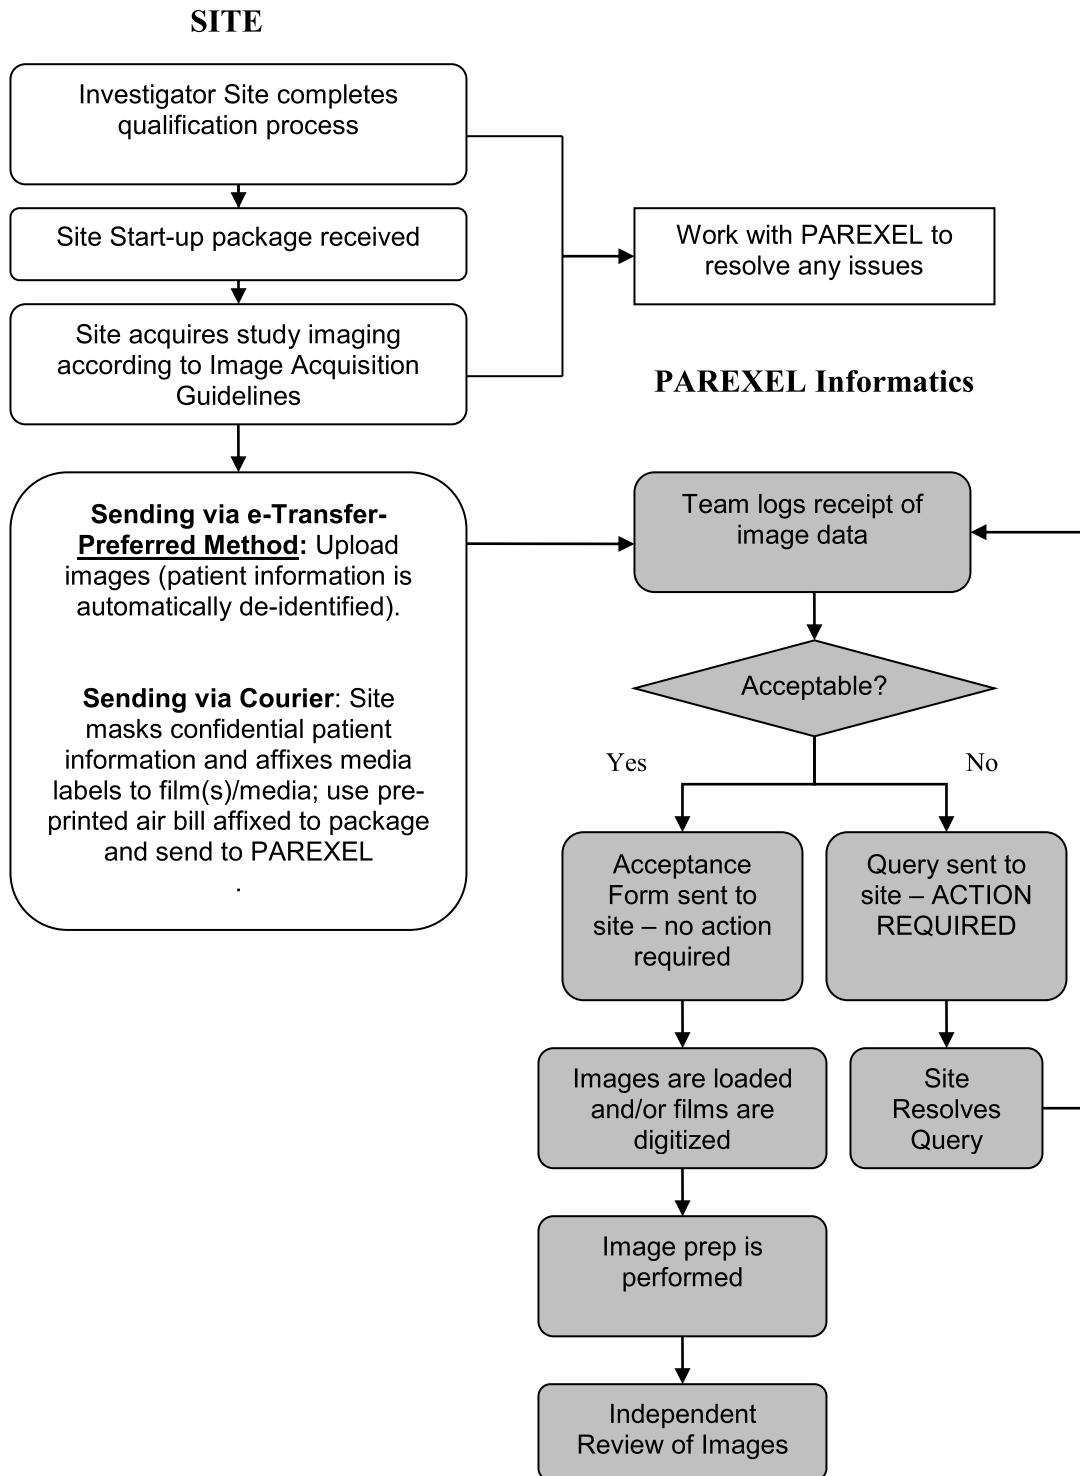 SITE
Investigator Site completes
qualification process
Site Start-up package received
Work with PAREXEL to
resolve any issues
Site acquires study imaging
according to Image Acquisition
Guidelines
PAREXEL Informatics
Sending via e-Transfer-
Preferred Method: Upload
images (patient information is
automatically de-identified).
Sending via Courier: Site
masks confidential patient
information and affixes media
labels to film(s)/media; use pre-
printed air bill affixed to package
and send to PAREXEL
.
Team logs receipt of
image data
Acceptable?
Yes
No
Acceptance
Form sent to
site – no action
required
Query sent to
site – ACTION
REQUIRED
Images are loaded
and/or films are
digitized
Site
Resolves
Query
Image prep is
performed
Independent
Review of Images